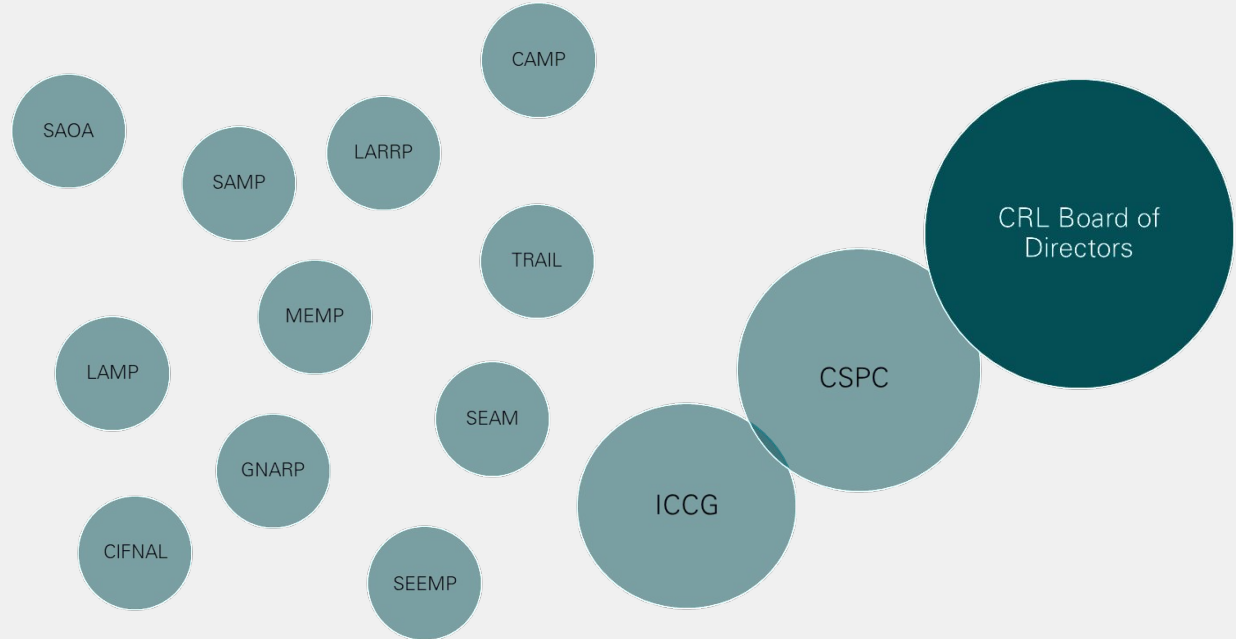 CAMP
SAOA
LARRP
SAMP
CRL Board of
Directors
TRAIL
MEMP
LAMP
CSPC
SEAM
GNARP
ICCG
CIFNAL
SEEMP